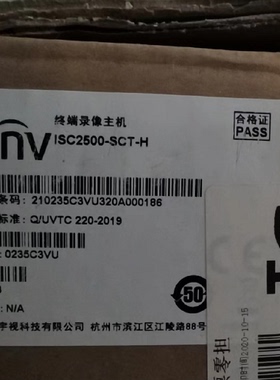 nv
终端录像主机
ISC2500-SCT-H
合格证
PASS
条码: 210235C3VU320A000186
标准: Q/UVTC 220-2019
: 0235C3VU
50
: N/A
宇视科技有限公司 杭州市滨江区江陵路88号
零担
2020-10-15
H